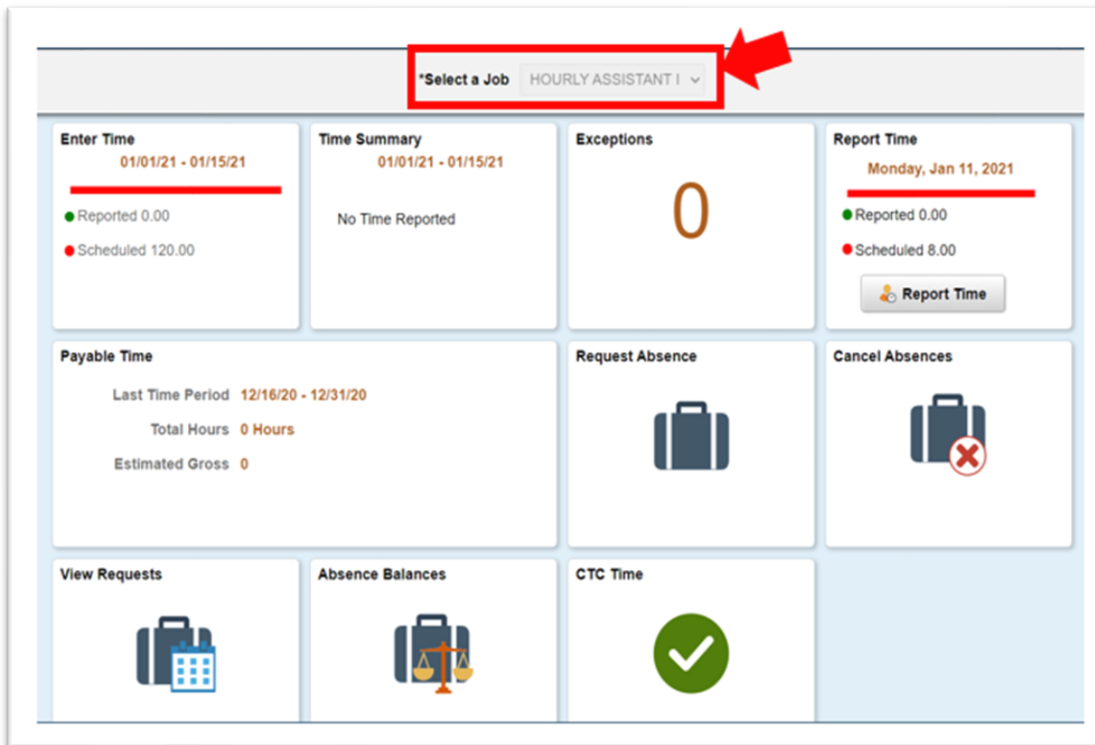 *Select a Job HOURLY ASSISTANT I
Enter Time
01/01/21 - 01/15/21
Reported 0.00
Scheduled 120.00
Time Summary
01/01/21 - 01/15/21
No Time Reported
Exceptions
0
Report Time
Monday, Jan 11, 2021
Reported 0.00
Scheduled 8.00
Report Time
Payable Time
Last Time Period 12/16/20 - 12/31/20
Total Hours 0 Hours
Estimated Gross 0
Request Absence
Cancel Absences
View Requests
Absence Balances
CTC Time